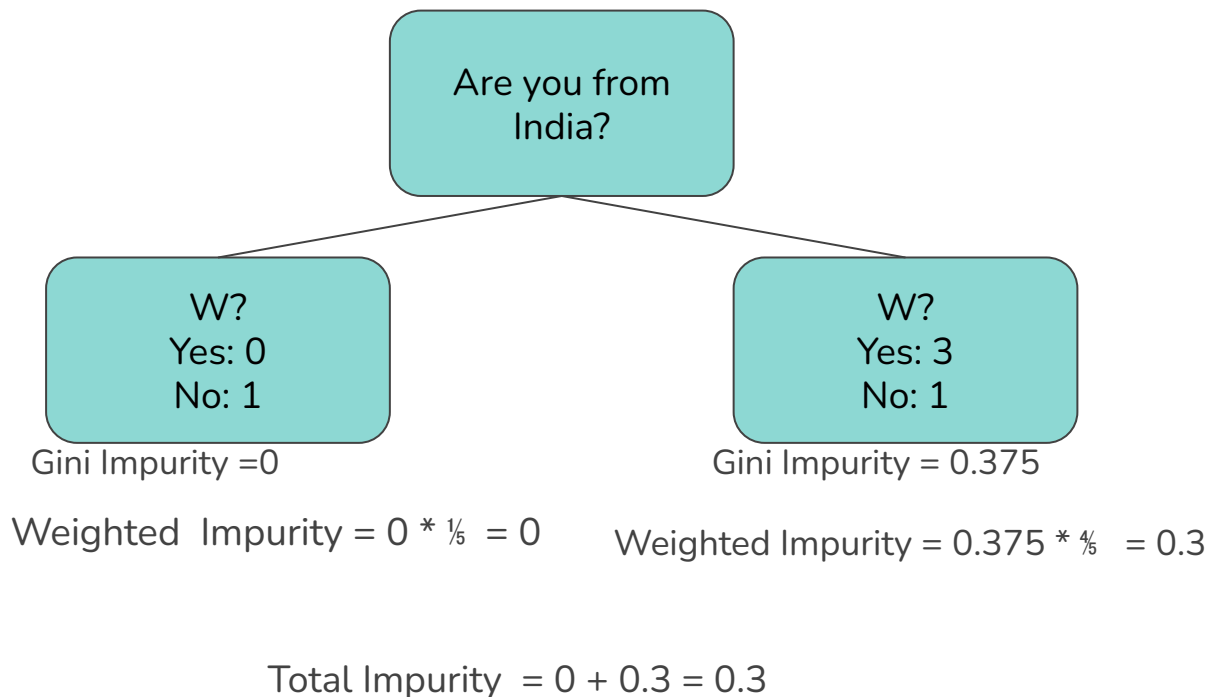 Are you from
India?
W?
Yes: 0
No: 1
W?
Yes: 3
No: 1
Gini Impurity =0
Gini Impurity = 0.375
Weighted  Impurity = 0 * ⅕  = 0
Weighted Impurity = 0.375 * ⅘  = 0.3
Total Impurity  = 0 + 0.3 = 0.3